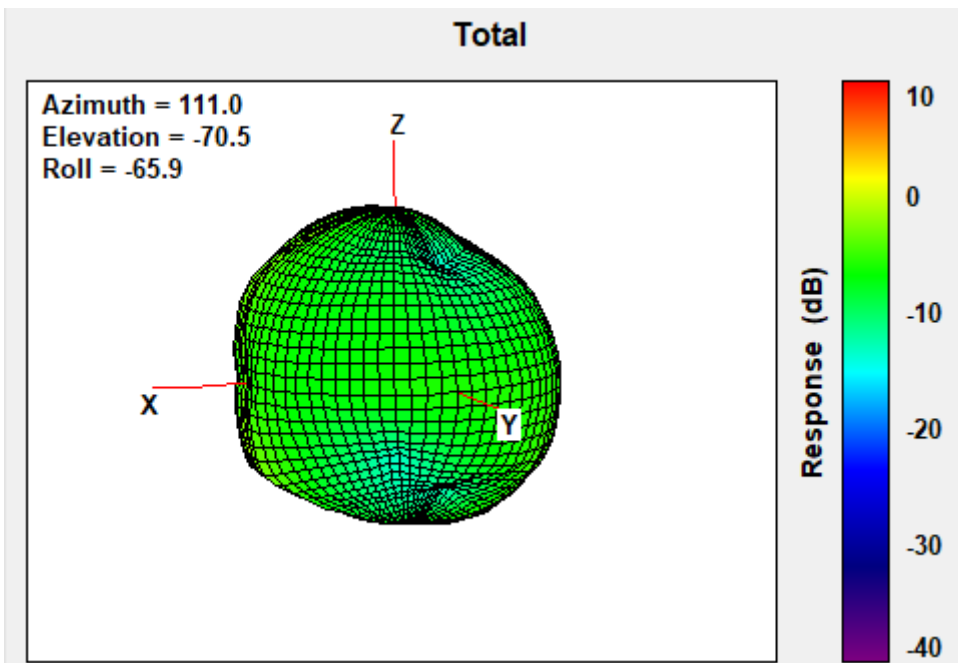 Total
Azimuth = 111.0
Elevation = -70.5
Roll = -65.9
Z
X
Y
10
0
-10
-20
-30
-40
Response (dB)